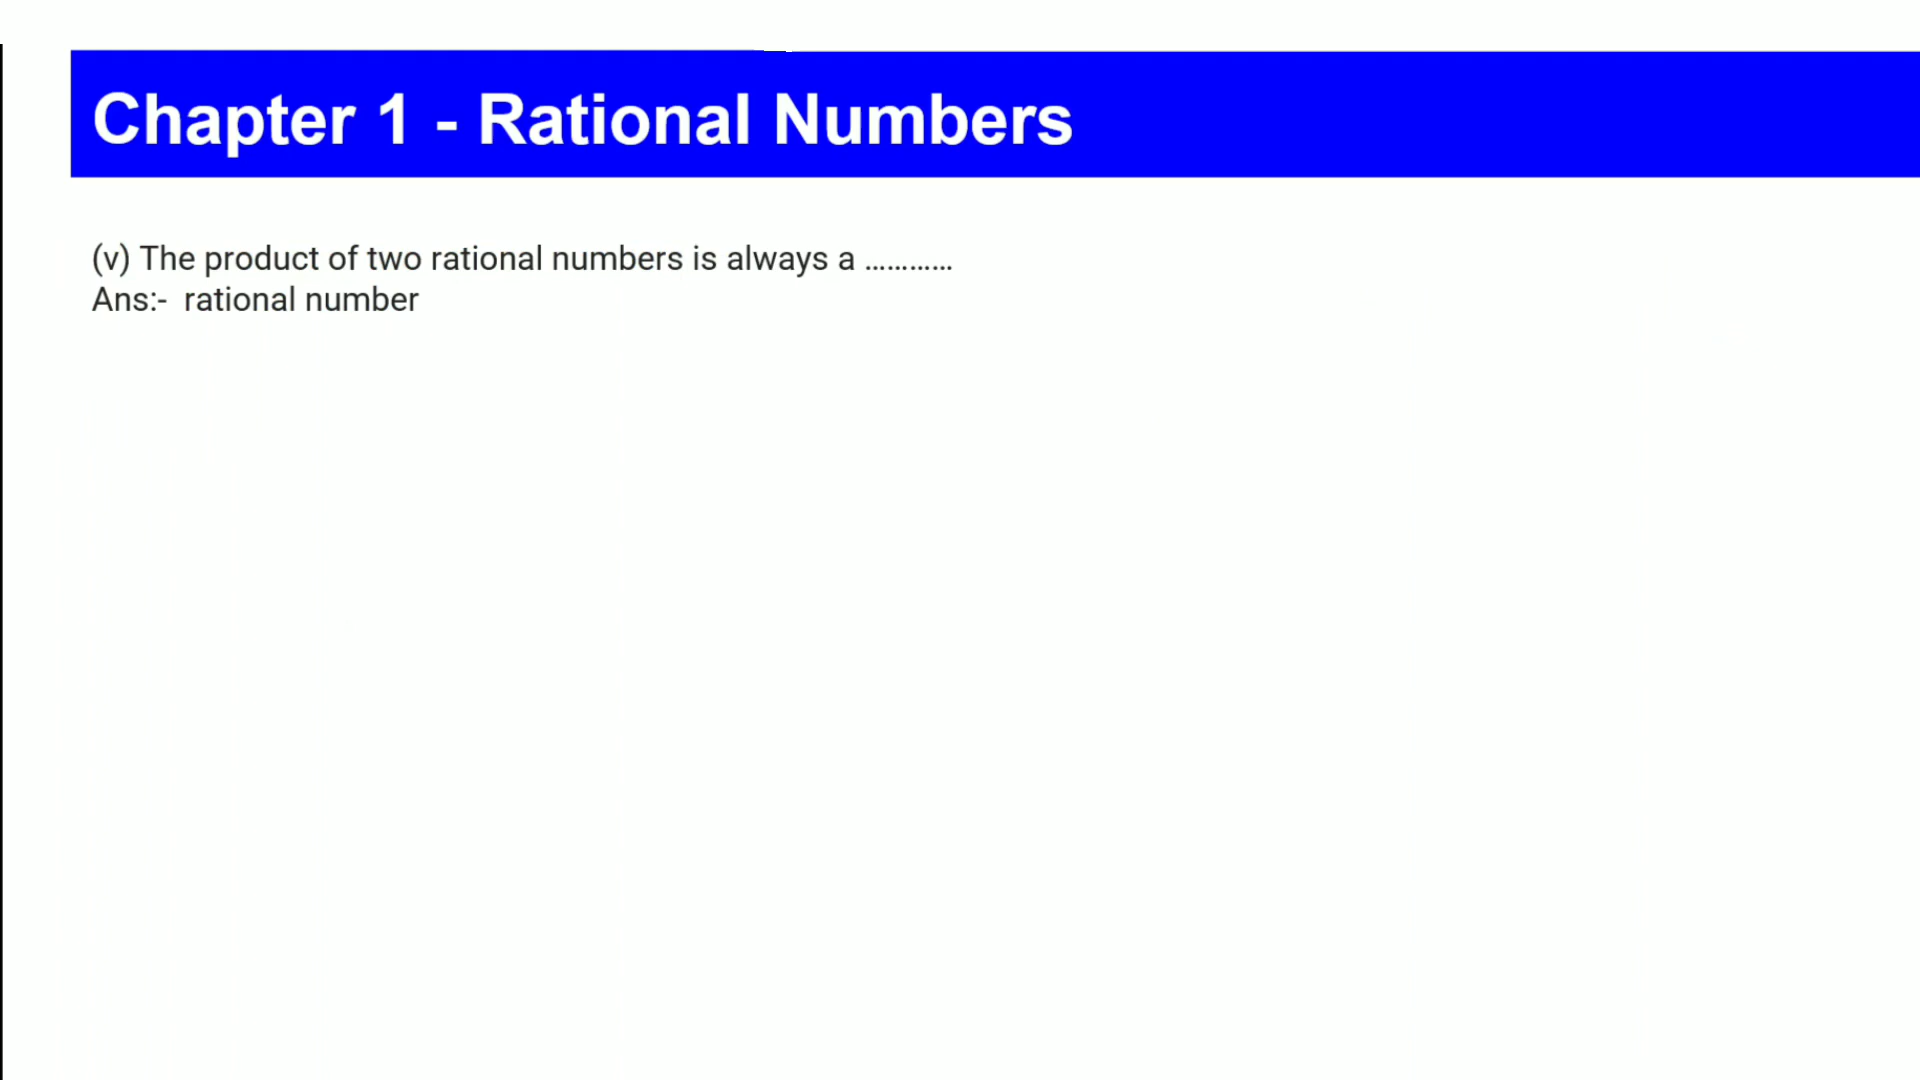 Chapter 1 - Rational Numbers
(v) The product of two rational numbers is always a ............
Ans:-  rational number